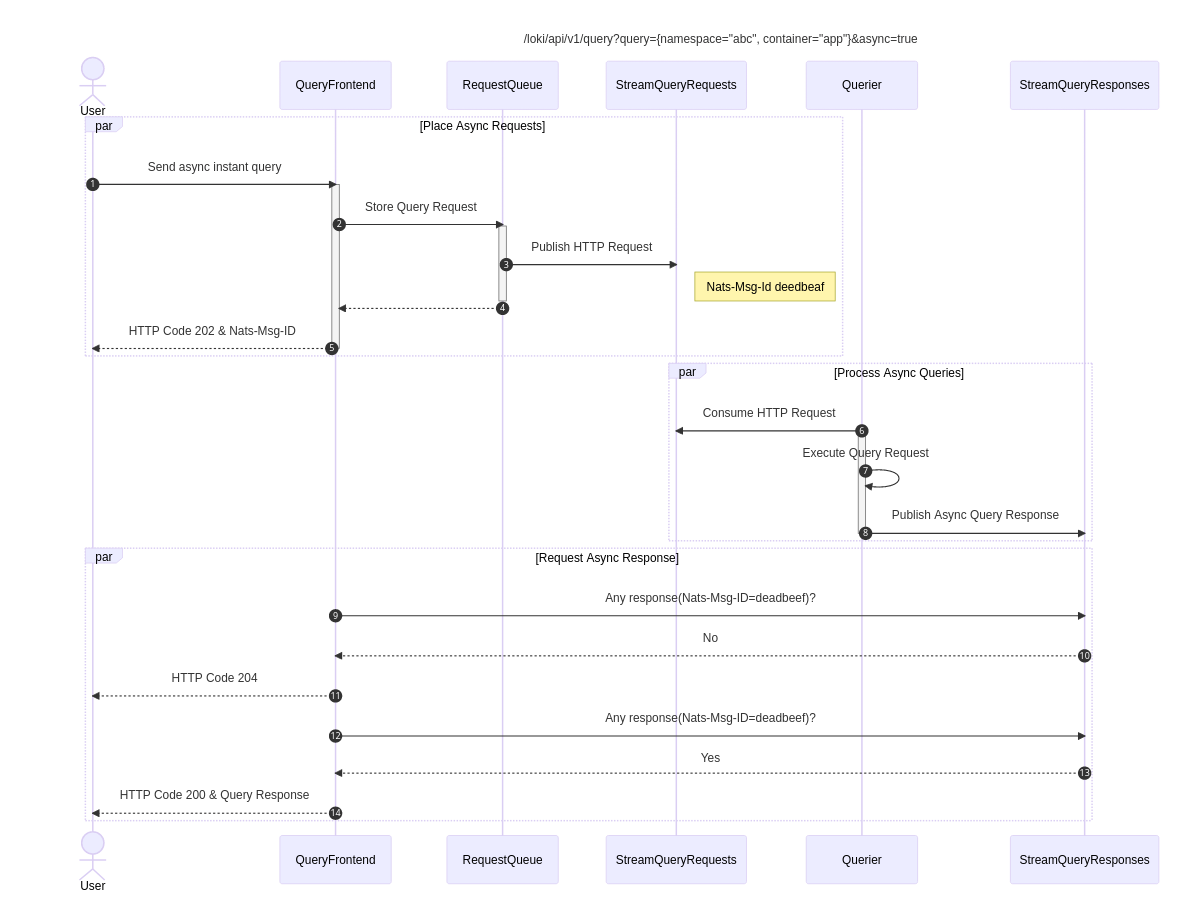 /loki/api/v1/query?query={namespace="abc", container="app"}&async=true
User
QueryFrontend
RequestQueue
StreamQueryRequests
Querier
StreamQueryResponses
par
[Place Async Requests]
Send async instant query
1
Store Query Request
2
Publish HTTP Request
3
Nats-Msg-Id deedbeaf
4
HTTP Code 202 & Nats-Msg-ID
5
par
[Process Async Queries]
Consume HTTP Request
6
Execute Query Request
7
Publish Async Query Response
8
par
[Request Async Response]
Any response(Nats-Msg-ID=deadbeef)?
9
No
10
HTTP Code 204
11
Any response(Nats-Msg-ID=deadbeef)?
12
Yes
13
HTTP Code 200 & Query Response
14
User
QueryFrontend
RequestQueue
StreamQueryRequests
Querier
StreamQueryResponses